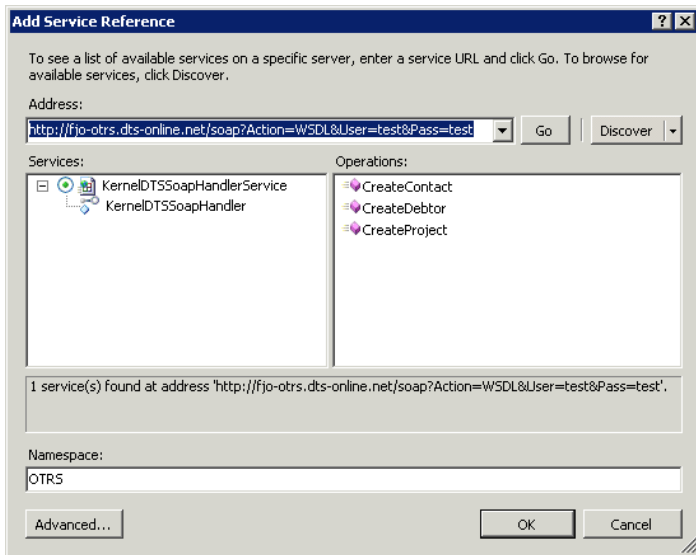 Add Service Reference
To see a list of available services on a specific server, enter a service URL and click Go. To browse for
available services, click Discover.
Address:
http://fjo-otrs.dts-online.net/soap?Action=WSDL&User=test&Pass=test Go Discover
Services: Operations:
KernelDTSSoapHandlerService CreateContact
KernelDTSSoapHandler CreateDebtor
CreateProject
1 service(s) found at address 'http://fjo-otrs.dts-online.net/soap?Action=WSDL&User=test&Pass=test'.
Namespace:
OTRS
Advanced... OK Cancel